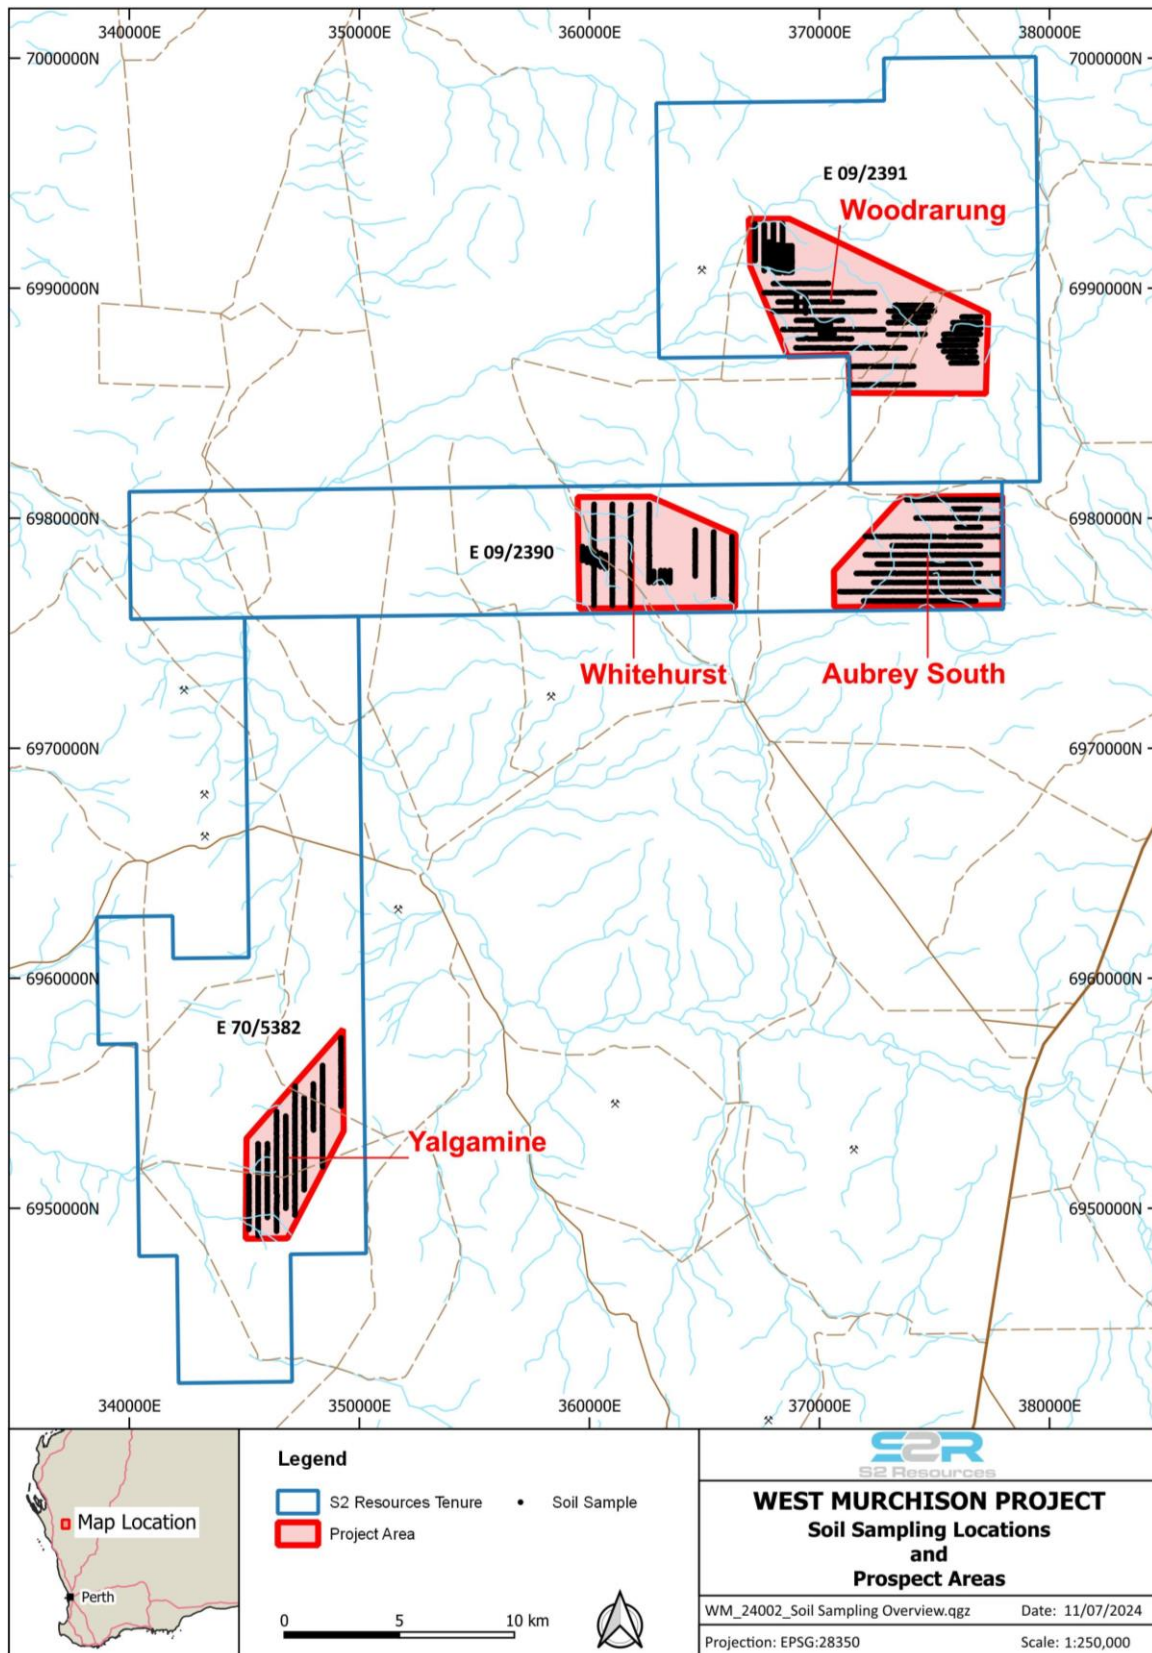 340000E 350000E 360000E 370000E 380000E
7000000N 7000000N
E 09/2391
Woodrarung
6990000N 6990000N
6980000N 6980000N
E 09/2390
Whitehurst Aubrey South
6970000N 6970000N
6960000N 6960000N
E 70/5382
Yalgamine
6950000N 6950000N
340000E 350000E 360000E 370000E 380000E
Map Location
Perth
Legend
S2 Resources Tenure Soil Sample
Project Area
0 5 10 km
S2R
S2 Resources
WEST MURCHISON PROJECT
Soil Sampling Locations
and
Prospect Areas
WM_24002_Soil Sampling Overview.qgz Date: 11/07/2024
Projection: EPSG:28350 Scale: 1:250,000